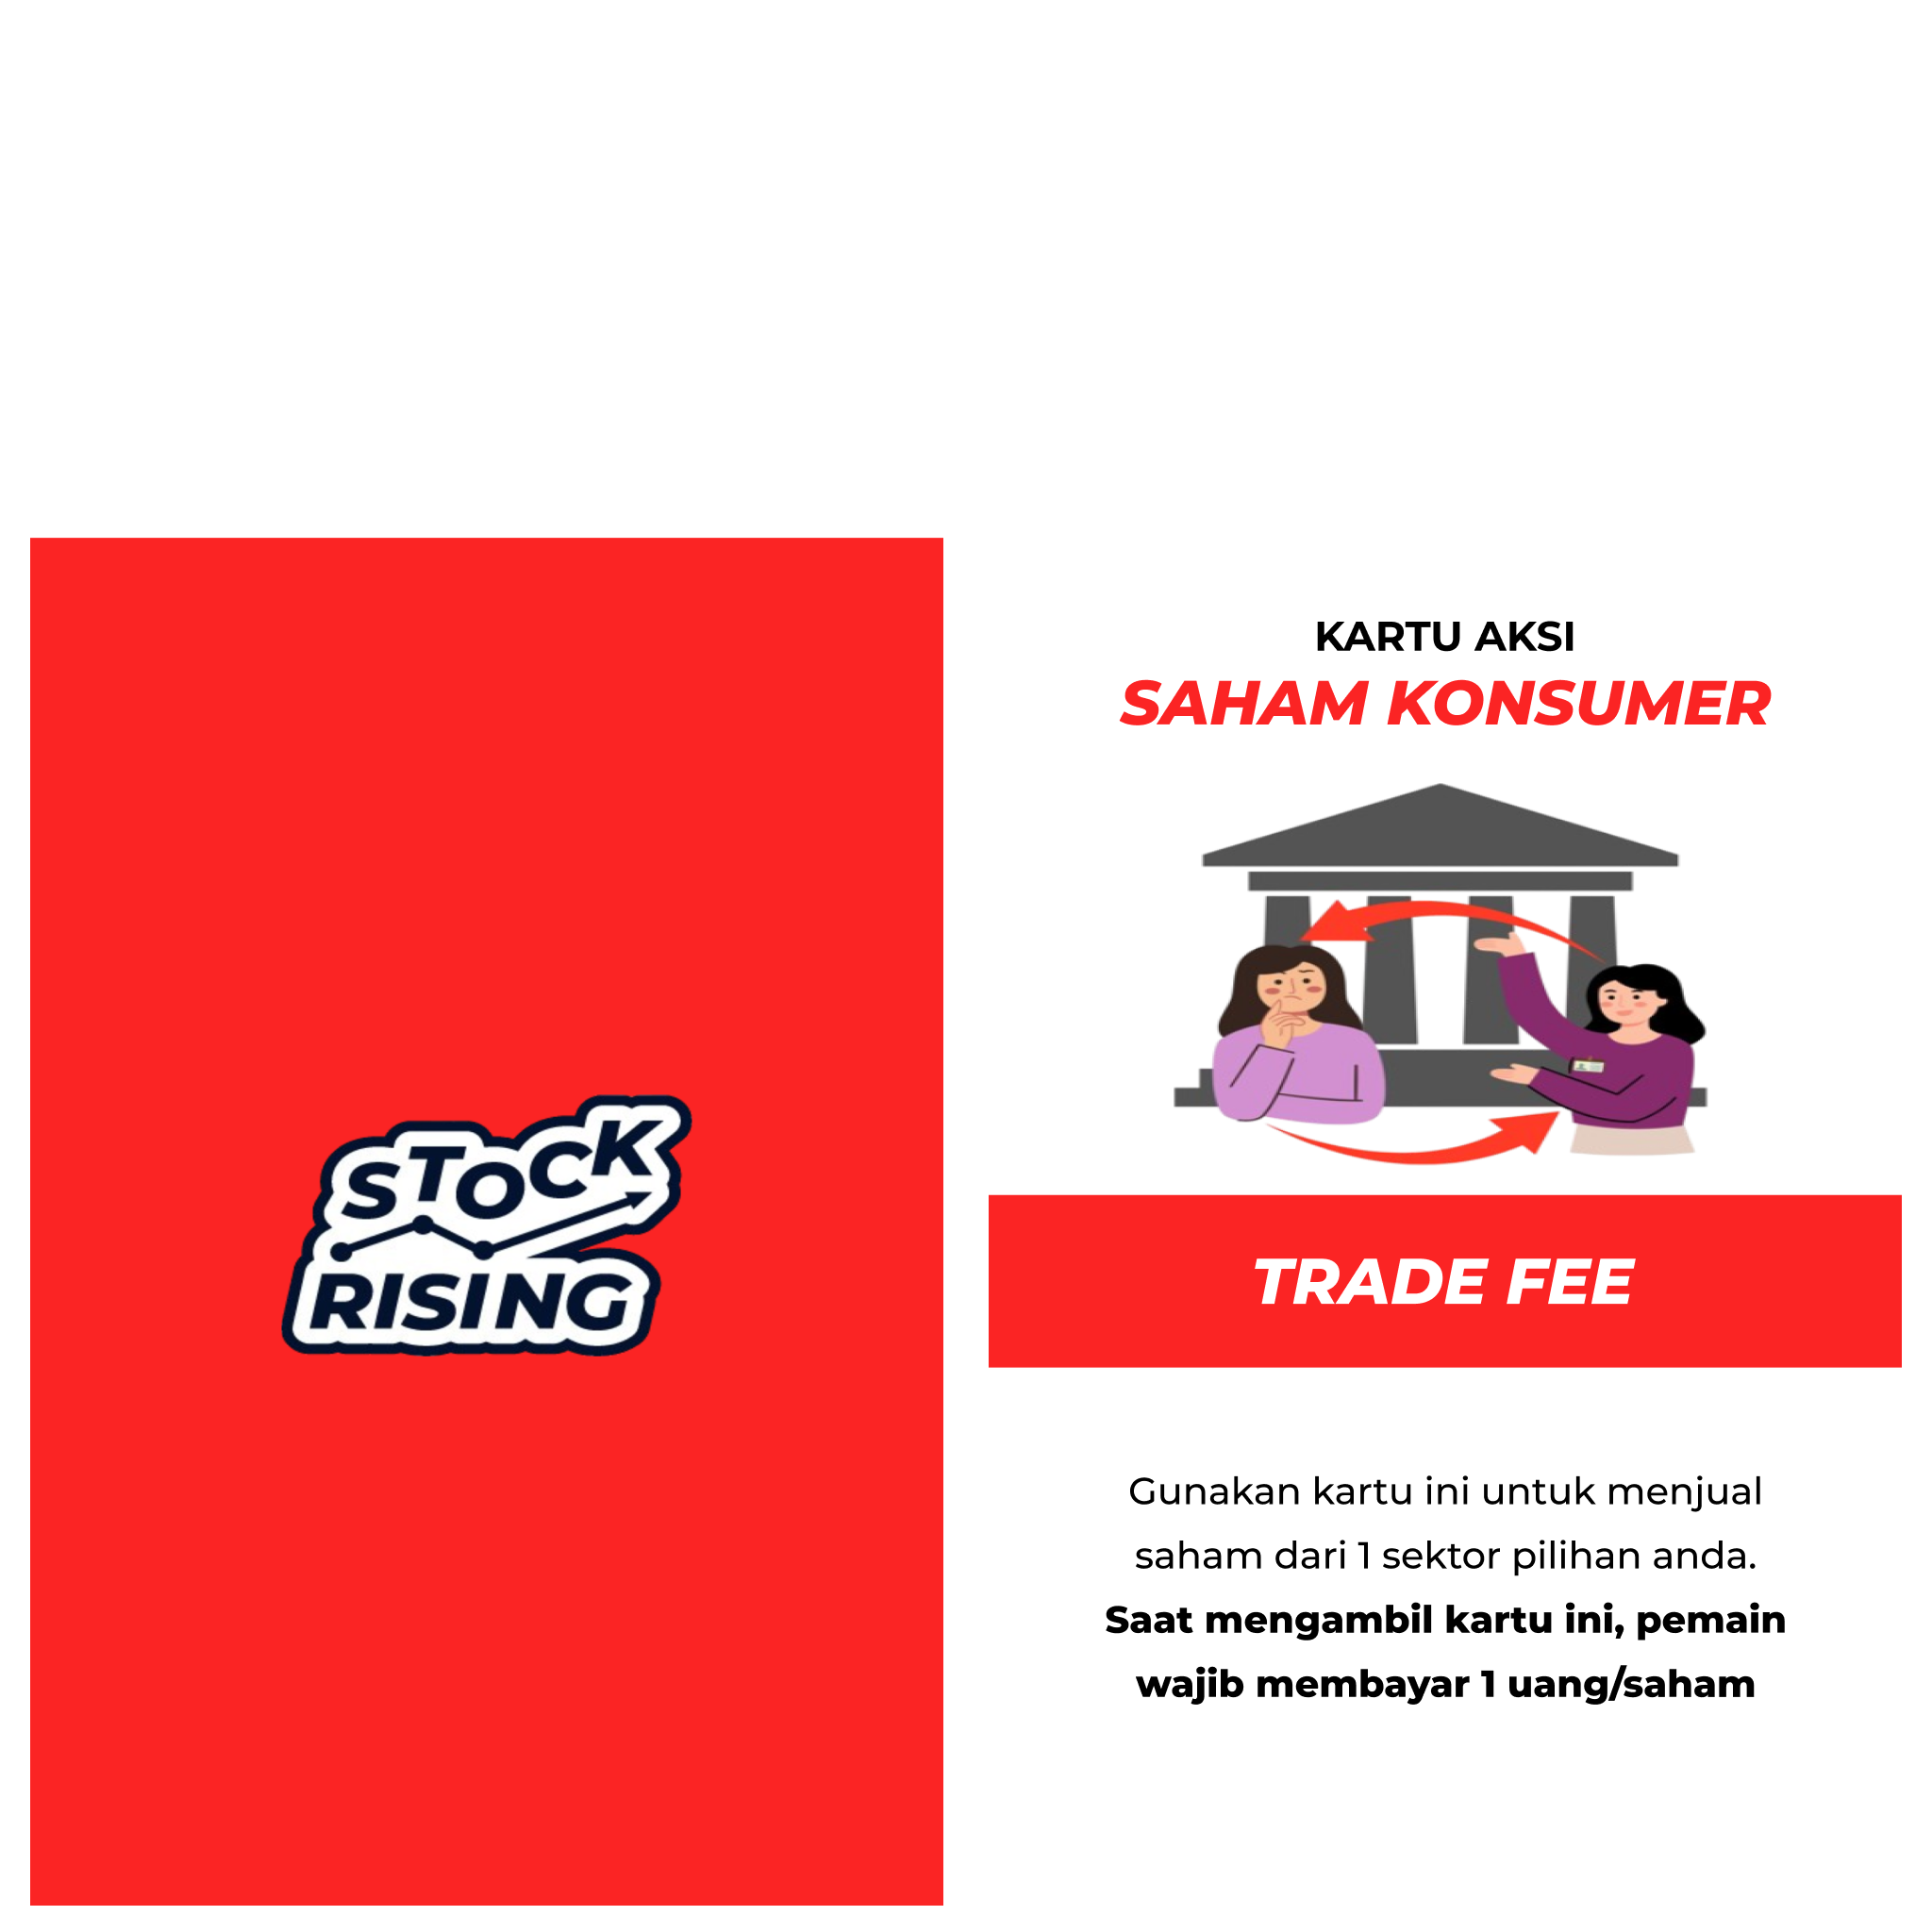 STOCK
RISING
KARTU AKSI
SAHAM KONSUMER
TRADE FEE
Gunakan kartu ini untuk menjual
saham dari 1 sektor pilihan anda.
Saat mengambil kartu ini, pemain
wajib membayar 1 uang/saham